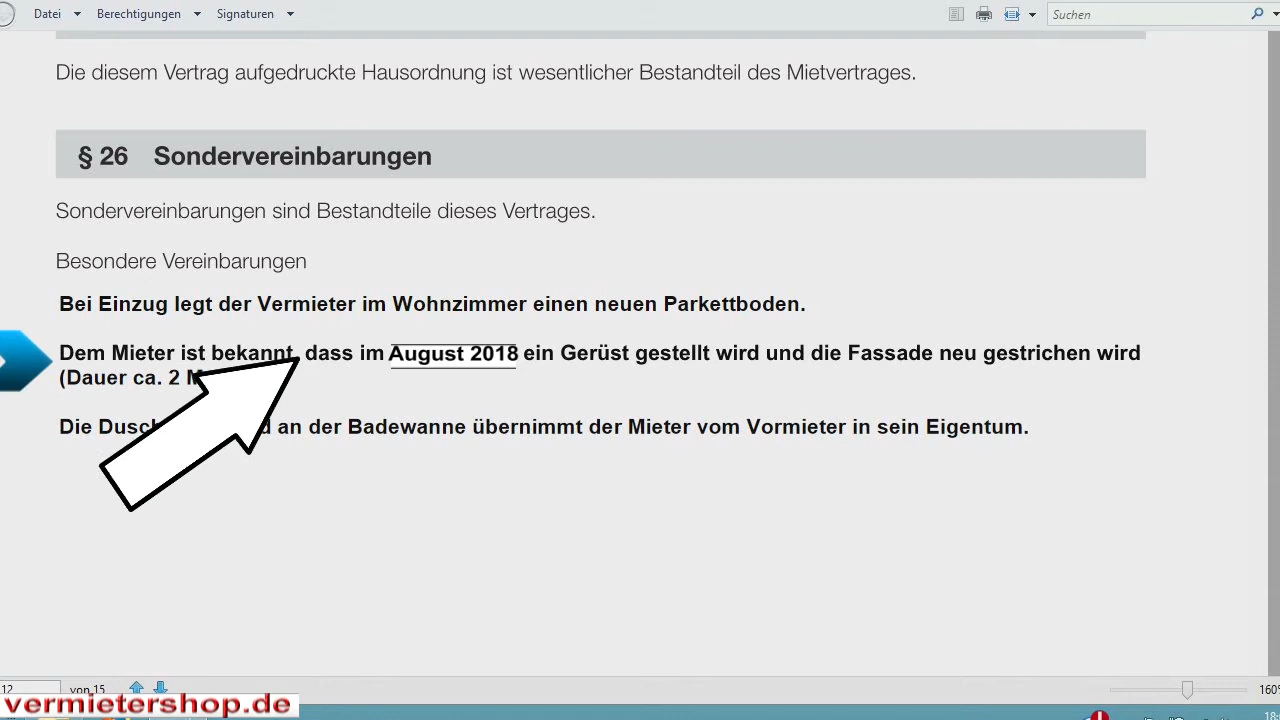 Datei Berechtigungen Signaturen Suchen
Die diesem Vertrag aufgedruckte Hausordnung ist wesentlicher Bestandteil des Mietvertrages.
§ 26 Sondervereinbarungen
Sondervereinbarungen sind Bestandteile dieses Vertrages.
Besondere Vereinbarungen
Bei Einzug legt der Vermieter im Wohnzimmer einen neuen Parkettboden.
Dem Mieter ist bekannt, dass im August 2018 ein Gerüst gestellt wird und die Fassade neu gestrichen wird
(Dauer ca. 2
Die an der Badewanne übernimmt der Mieter vom Vormieter in sein Eigentum.
12 von 15 160%
vermietershop.de